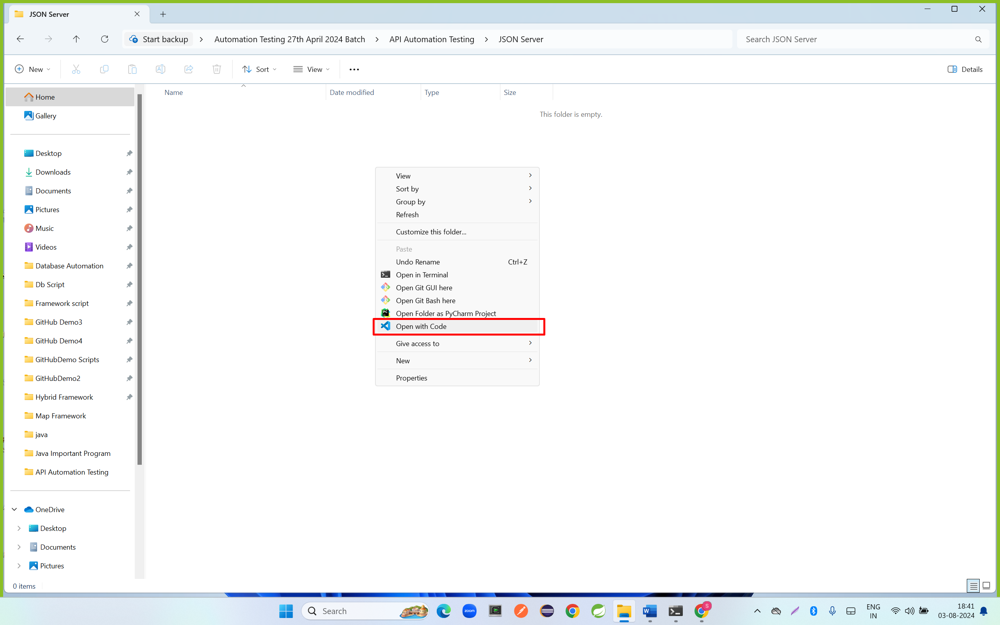 JSON Server
Start backup > Automation Testing 27th April 2024 Batch > API Automation Testing > JSON Server
Search JSON Server
New
Sort
View
Details
Name
Date modified
Type
Size
This folder is empty.
Home
Gallery
Desktop
Downloads
Documents
Pictures
Music
Videos
Database Automation
Db Script
Framework script
GitHub Demo3
GitHub Demo4
GitHubDemo Scripts
GitHubDemo2
Hybrid Framework
Map Framework
java
Java Important Program
API Automation Testing
OneDrive
Desktop
Documents
Pictures
View
Sort by
Group by
Refresh
Customize this folder...
Paste
Undo Rename Ctrl+Z
Open in Terminal
Open Git GUI here
Open Git Bash here
PC Open Folder as PyCharm Project
Open with Code
Give access to
New
Properties
0 items
Search
zoom
W
S
ENG
IN
18:41
03-08-2024